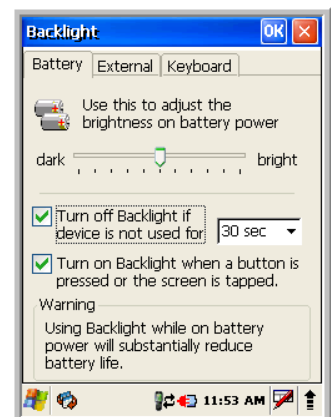 Backlight OK
Battery External Keyboard
Use this to adjust the
brightness on battery power
dark bright
Turn off Backlight if
device is not used for 30 sec
Turn on Backlight when a button is
pressed or the screen is tapped.
Warning
Using Backlight while on battery
power will substantially reduce
battery life.
11:53 AM